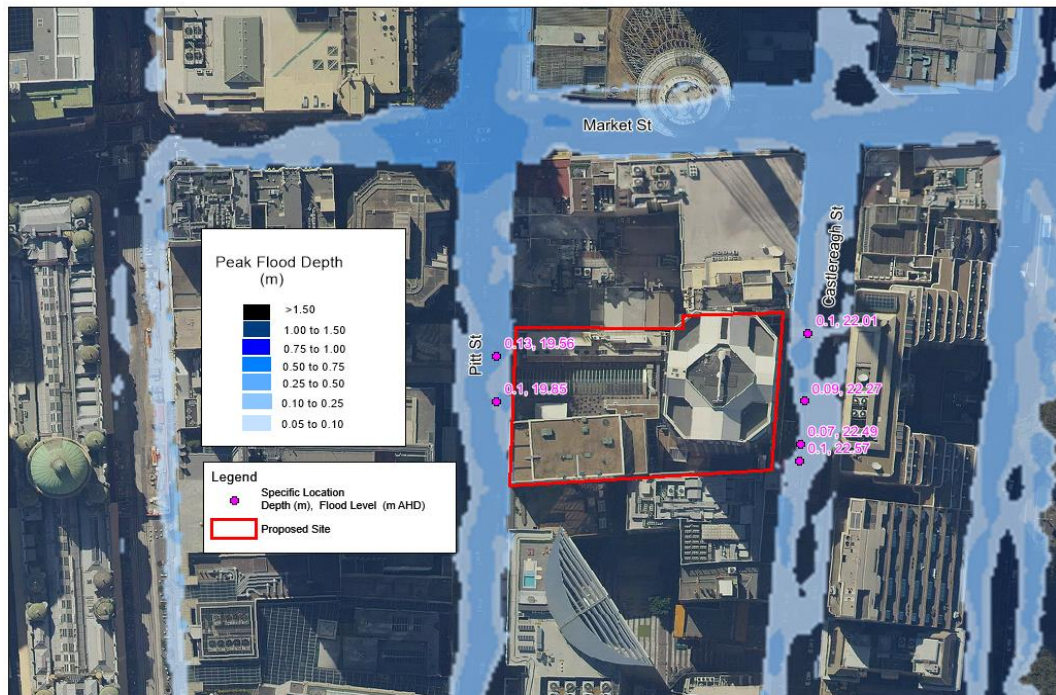 Market St
Castlereagh St
Pitt St
Peak Flood Depth
(m)
>1.50
1.00 to 1.50
0.75 to 1.00
0.50 to 0.75
0.25 to 0.50
0.10 to 0.25
0.05 to 0.10
0.1, 22.01
0.13, 19.56
0.1, 19.85
0.09, 22.27
0.07, 22.49
0.1, 22.57
Legend
Specific Location
Depth (m), Flood Level (m AHD)
Proposed Site